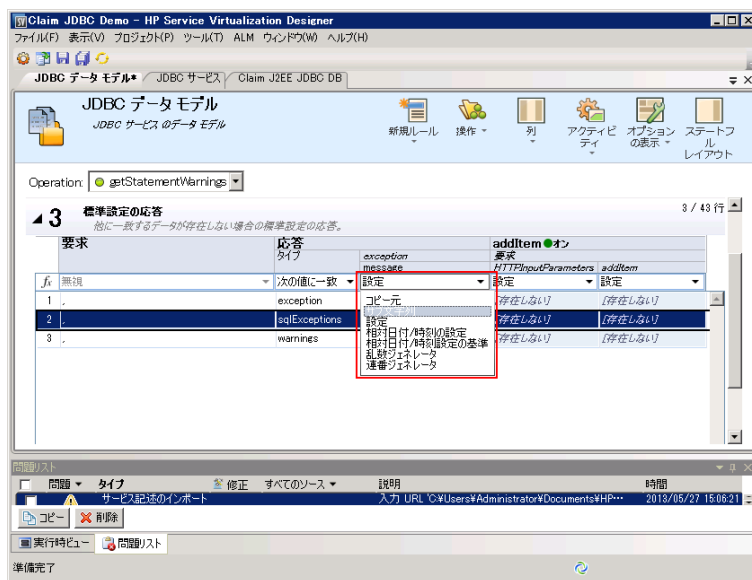 Claim JDBC Demo - HP Service Virtualization Designer
ファイル(F) 表示(V) プロジェクト(P) ツール(T) ALM ウィンドウ(W) ヘルプ(H)
JDBC データ モデル* JDBC サービス Claim J2EE JDBC DB
JDBC データ モデル
JDBC サービス のデータ モデル
新規ルール 操作 列 アクティビティ オプションの表示 ステートフルレイアウト
Operation: getStatementWarnings
3 標準設定の応答 3 / 43 行
他に一致するデータが存在しない場合の標準設定の応答。
要求 応答 addItem オン
タイプ exception 要求
message HTTPInputParameters addItem
fx 無視 次の値に一致 設定 設定 設定
1 , exception [存在しない] [存在しない]
2 , sqlExceptions [存在しない] [存在しない]
3 , warnings [存在しない] [存在しない]
コピー元
サブ文字列
設定
相対日付/時刻の設定
相対日付/時刻設定の基準
乱数ジェネレータ
連番ジェネレータ
問題リスト
問題 タイプ 修正 すべてのソース 説明 時間
サービス記述のインポート 入力 URL 'C:¥Users¥Administrator¥Documents¥HP… 2013/05/27 15:06:21
コピー 削除
実行時ビュー 問題リスト
準備完了